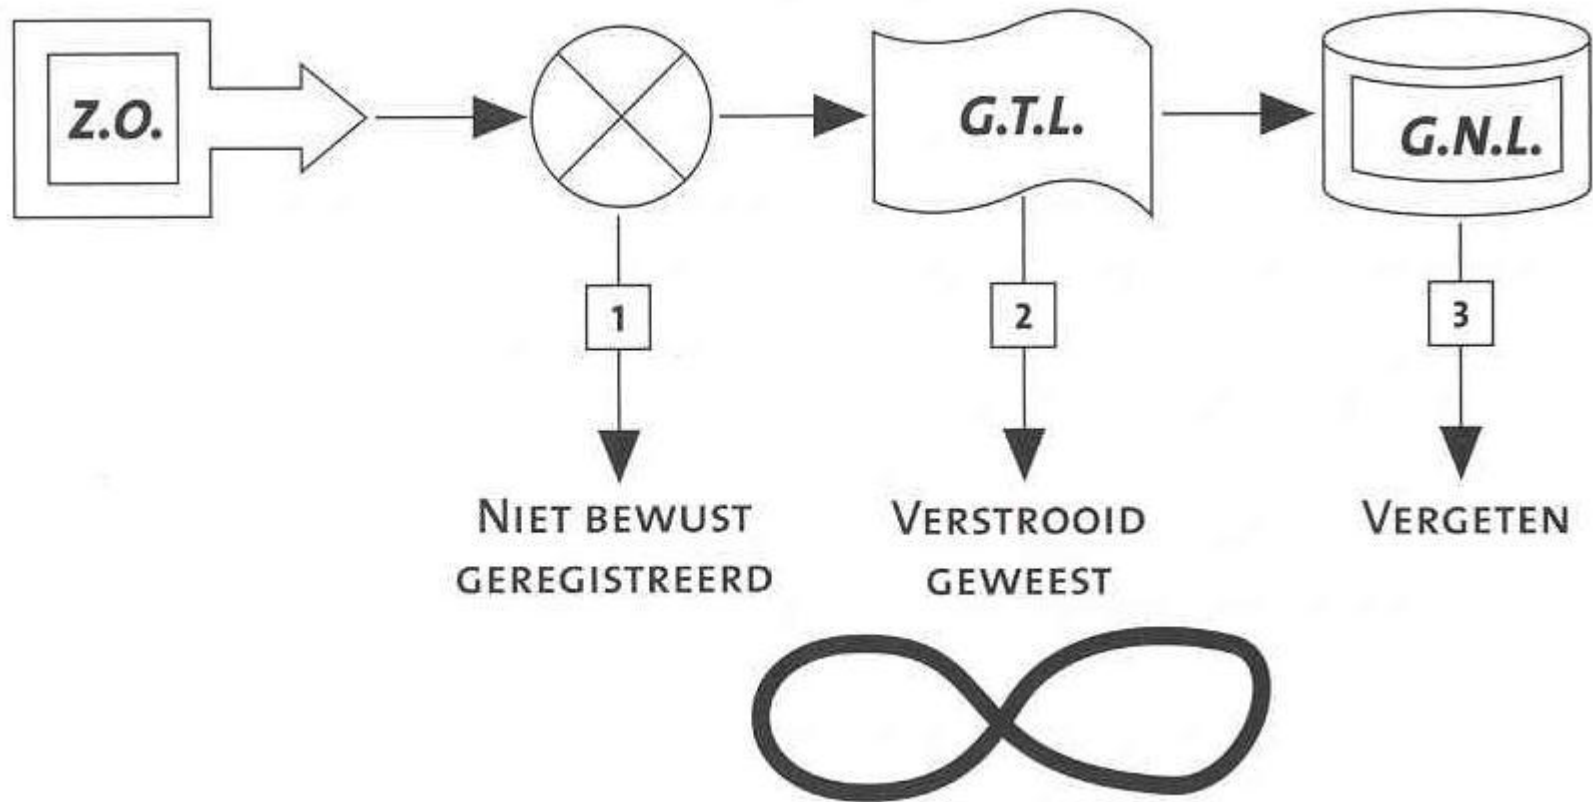 Z.O.
G.T.L.
G.N.L.
1
2
3
NIET BEWUST
GEREGISTREERD
VERSTROOID
GEWEEST
VERGETEN